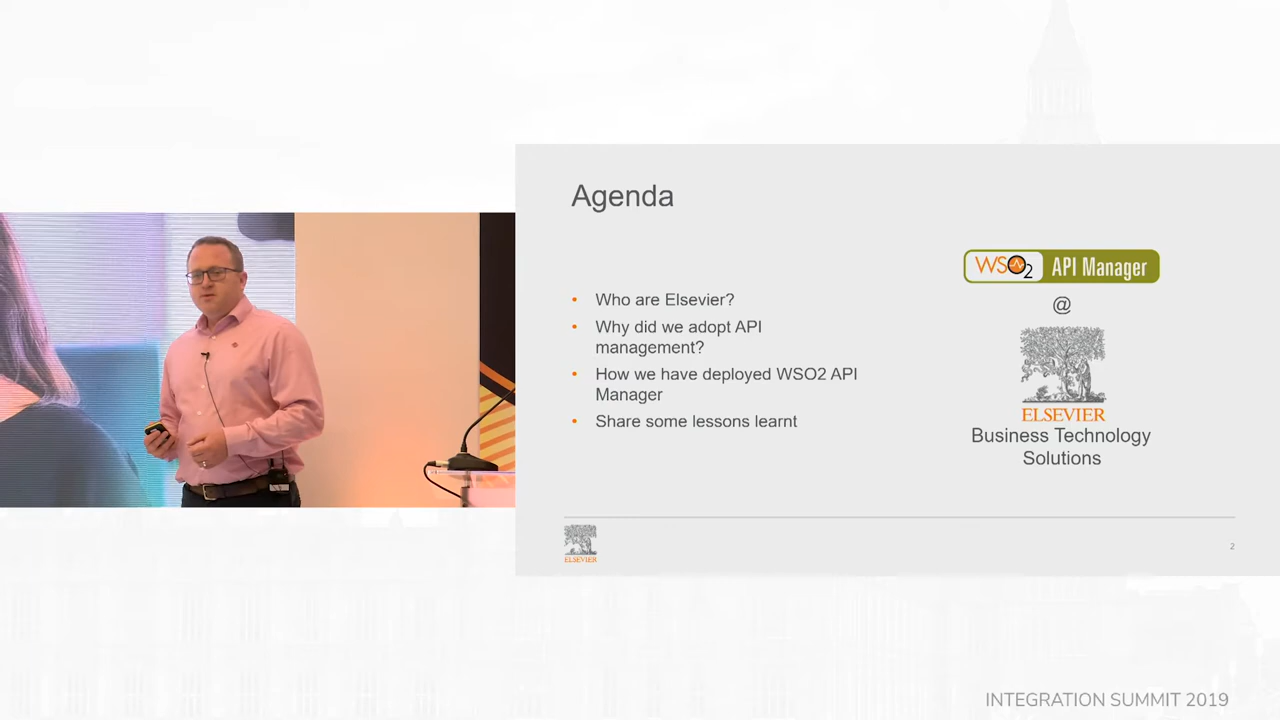 Agenda
• Who are Elsevier?
• Why did we adopt API
management?
• How we have deployed WSO2 API
Manager
• Share some lessons learnt
WSO2 API Manager
@
ELSEVIER
Business Technology
Solutions
ELSEVIER
2
INTEGRATION SUMMIT 2019